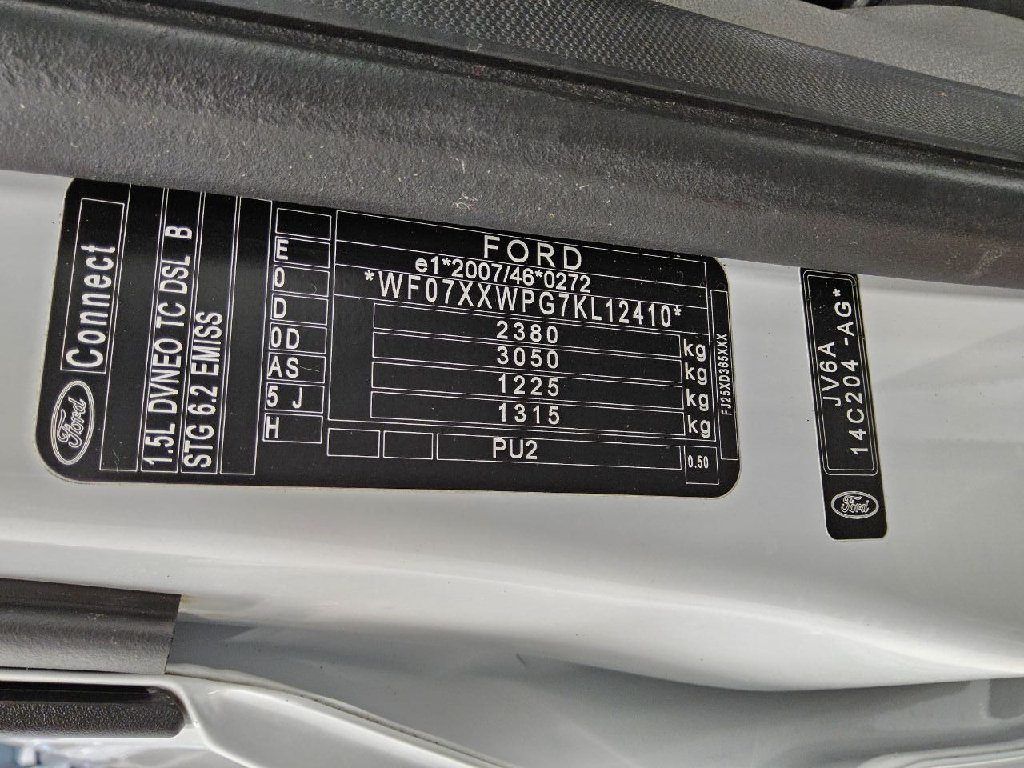 FORD
e1*2007/46*0272
*WF07XXWPG7KL12410*
2380 kg
3050 kg
1225 kg
1315 kg
PU2
0.50
FJ25XD365XXX
E
0
D
0D
AS
5 J
H
Ford Connect
1.5L DVNEO TC DSL B
STG 6.2 EMISS
JV6A
14C204 -AG*
Ford